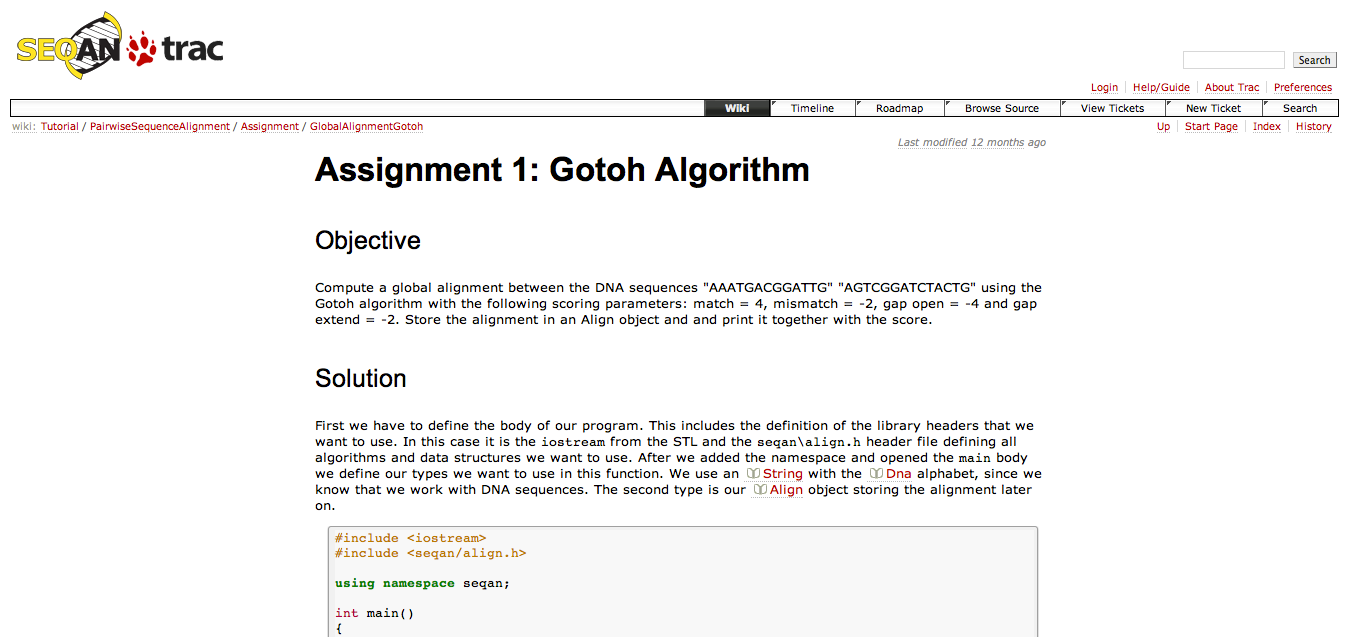 SEQAN trac
Search
Login Help/Guide About Trac Preferences
Wiki Timeline Roadmap Browse Source View Tickets New Ticket Search
wiki: Tutorial / PairwiseSequenceAlignment / Assignment / GlobalAlignmentGotoh
Up Start Page Index History
Last modified 12 months ago
Assignment 1: Gotoh Algorithm
Objective
Compute a global alignment between the DNA sequences "AAATGACGGATTG" "AGTCGGATCTACTG" using the
Gotoh algorithm with the following scoring parameters: match = 4, mismatch = -2, gap open = -4 and gap
extend = -2. Store the alignment in an Align object and and print it together with the score.
Solution
First we have to define the body of our program. This includes the definition of the library headers that we
want to use. In this case it is the iostream from the STL and the seqan\align.h header file defining all
algorithms and data structures we want to use. After we added the namespace and opened the main body
we define our types we want to use in this function. We use an String with the Dna alphabet, since we
know that we work with DNA sequences. The second type is our Align object storing the alignment later
on.
#include <iostream>
#include <seqan/align.h>
using namespace seqan;
int main()
{